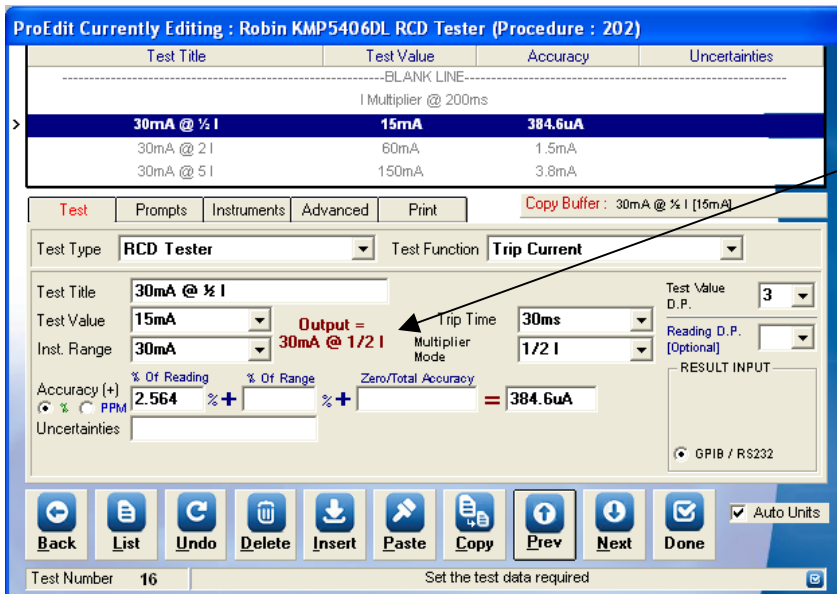 ProEdit Currently Editing : Robin KMP5406DL RCD Tester (Procedure : 202)
Test Title Test Value Accuracy Uncertainties
-----BLANK LINE-----
I Multiplier @ 200ms
> 30mA @ ½ I 15mA 384.6uA
30mA @ 2 I 60mA 1.5mA
30mA @ 5 I 150mA 3.8mA
Test Prompts Instruments Advanced Print Copy Buffer : 30mA @ ½ I [15mA]
Test Type RCD Tester Test Function Trip Current
Test Title 30mA @ ½ I
Test Value D.P. 3
Test Value 15mA Output = 30mA @ 1/2 I Trip Time 30ms
Reading D.P. [Optional]
Inst. Range 30mA Multiplier Mode 1/2 I
RESULT INPUT
% Of Reading % Of Range Zero/Total Accuracy
Accuracy (+) 2.564 %+ %+ = 384.6uA
% PPM
Uncertainties
GPIB / RS232
Back List Undo Delete Insert Paste Copy Prev Next Done Auto Units
Test Number 16 Set the test data required